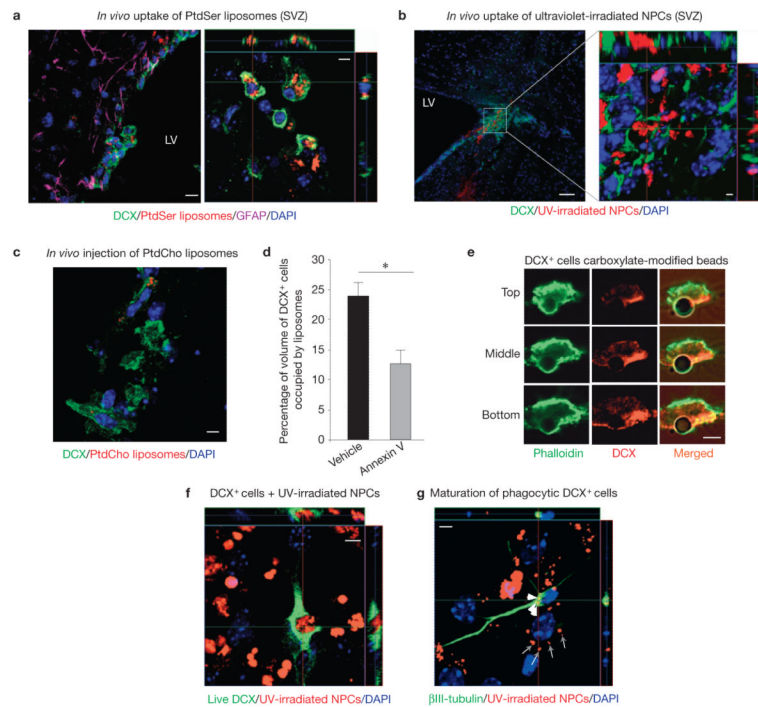 a
In vivo uptake of PtdSer liposomes (SVZ)
LV
DCX/PtdSer liposomes/GFAP/DAPI
b
In vivo uptake of ultraviolet-irradiated NPCs (SVZ)
LV
DCX/UV-irradiated NPCs/DAPI
c
In vivo injection of PtdCho liposomes
DCX/PtdCho liposomes/DAPI
d
Percentage of volume of DCX⁺ cells
occupied by liposomes
30
25
20
15
10
5
0
*
Vehicle
Annexin V
e
DCX⁺ cells carboxylate-modified beads
Top
Middle
Bottom
Phalloidin
DCX
Merged
f
DCX⁺ cells + UV-irradiated NPCs
Live DCX/UV-irradiated NPCs/DAPI
g
Maturation of phagocytic DCX⁺ cells
βIII-tubulin/UV-irradiated NPCs/DAPI